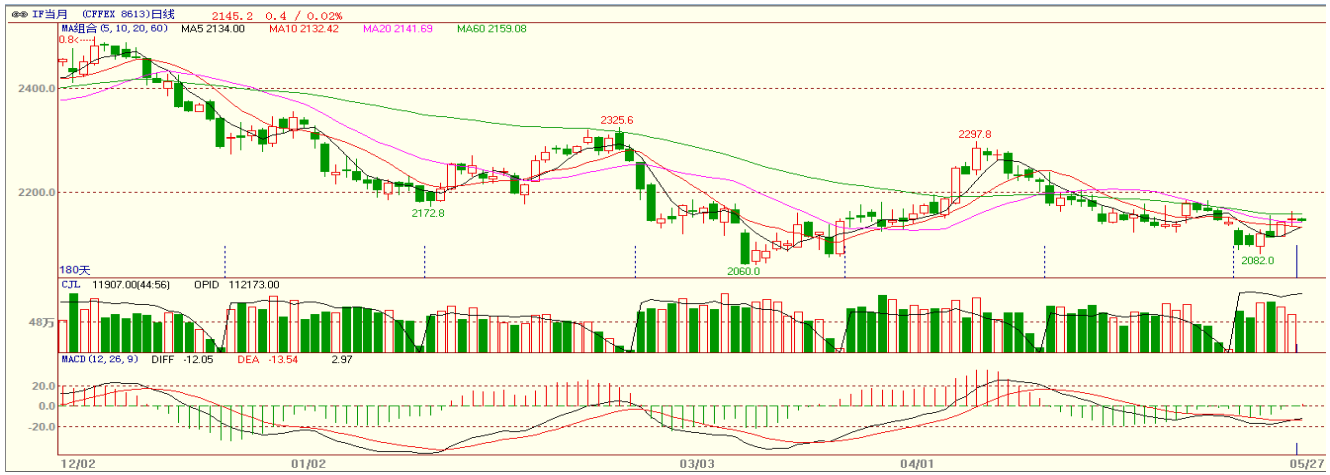 IF当月 (CFFEX 8613)日线 2145.2 0.4 / 0.02%
MA组合(5,10,20,60) MA5 2134.00 MA10 2132.42 MA20 2141.69 MA60 2159.08
0.8<
2400.0
2325.6
2297.8
2200.0
2172.8
2060.0
2082.0
180天
CJL 11907.00(44:56) OPID 112173.00
48万
MACD(12,26,9) DIFF -12.05 DEA -13.54 2.97
20.0
0.0
-20.0
12/02 01/02 03/03 04/01 05/27